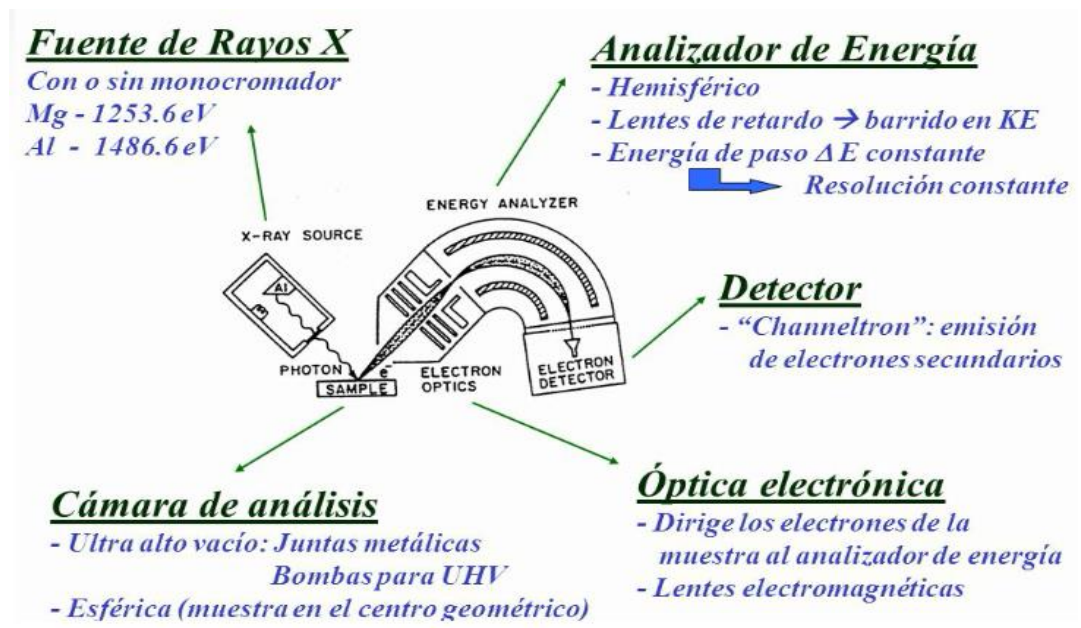 Fuente de Rayos X
Con o sin monocromador
Mg - 1253.6 eV
Al - 1486.6 eV
Analizador de Energía
- Hemisférico
- Lentes de retardo → barrido en KE
- Energía de paso ΔE constante
Resolución constante
ENERGY ANALYZER
X-RAY SOURCE
Al
PHOTON
e-
SAMPLE
ELECTRON
OPTICS
ELECTRON
DETECTOR
Detector
- “Channeltron”: emisión
de electrones secundarios
Cámara de análisis
- Ultra alto vacío: Juntas metálicas
Bombas para UHV
- Esférica (muestra en el centro geométrico)
Óptica electrónica
- Dirige los electrones de la
muestra al analizador de energía
- Lentes electromagnéticas